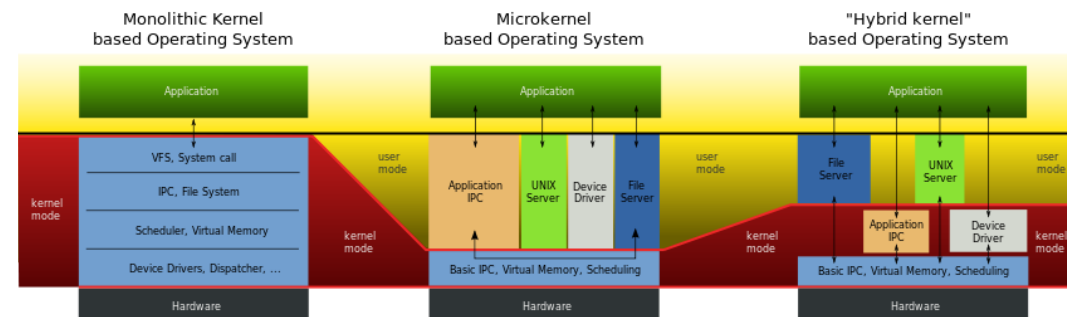 Monolithic Kernel
based Operating System
Microkernel
based Operating System
"Hybrid kernel"
based Operating System
Application
Application
Application
VFS, System call
IPC, File System
Scheduler, Virtual Memory
Device Drivers, Dispatcher, ...
Hardware
kernel
mode
user
mode
kernel
mode
Application
IPC
UNIX
Server
Device
Driver
File
Server
Basic IPC, Virtual Memory, Scheduling
Hardware
user
mode
kernel
mode
File
Server
UNIX
Server
Application
IPC
Device
Driver
Basic IPC, Virtual Memory, Scheduling
Hardware
user
mode
kernel
mode